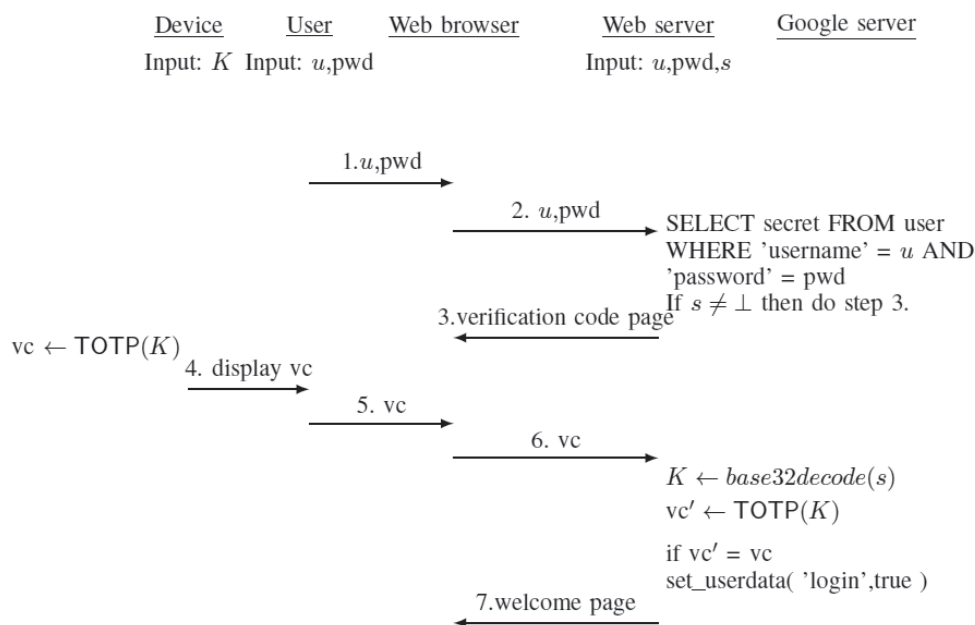 Device User Web browser Web server Google server
Input: K Input: u,pwd Input: u,pwd,s
1.u,pwd
2. u,pwd
SELECT secret FROM user
WHERE 'username' = u AND
'password' = pwd
If s ≠ ⊥ then do step 3.
3.verification code page
vc ← TOTP(K)
4. display vc
5. vc
6. vc
K ← base32decode(s)
vc′ ← TOTP(K)
if vc′ = vc
set_userdata( 'login',true )
7.welcome page